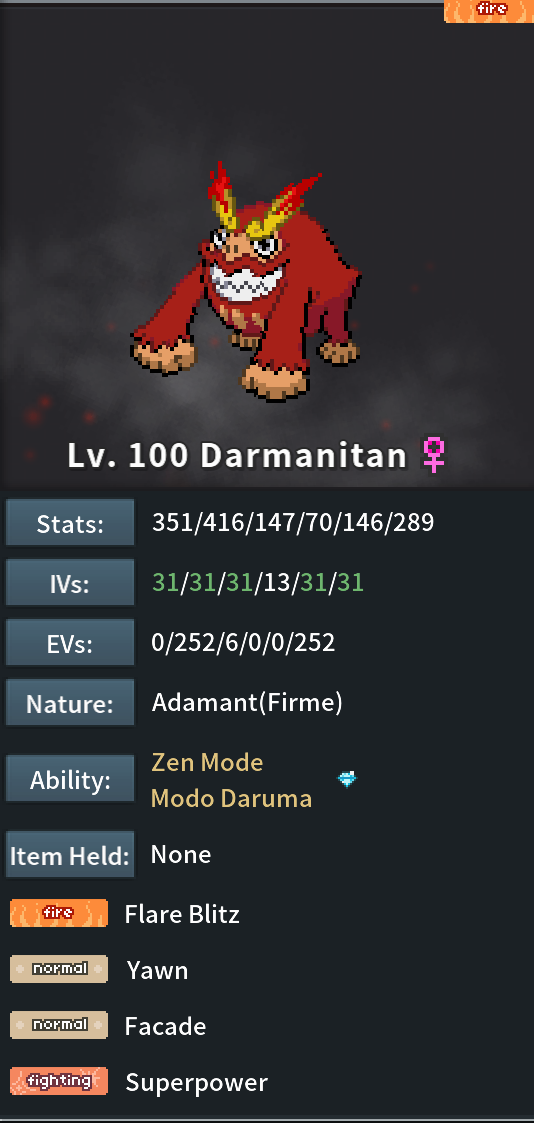 fire
Lv. 100 Darmanitan ♀
Stats: 351/416/147/70/146/289
IVs: 31/31/31/13/31/31
EVs: 0/252/6/0/0/252
Nature: Adamant(Firme)
Ability: Zen Mode
Modo Daruma
Item Held: None
fire Flare Blitz
normal Yawn
normal Facade
fighting Superpower